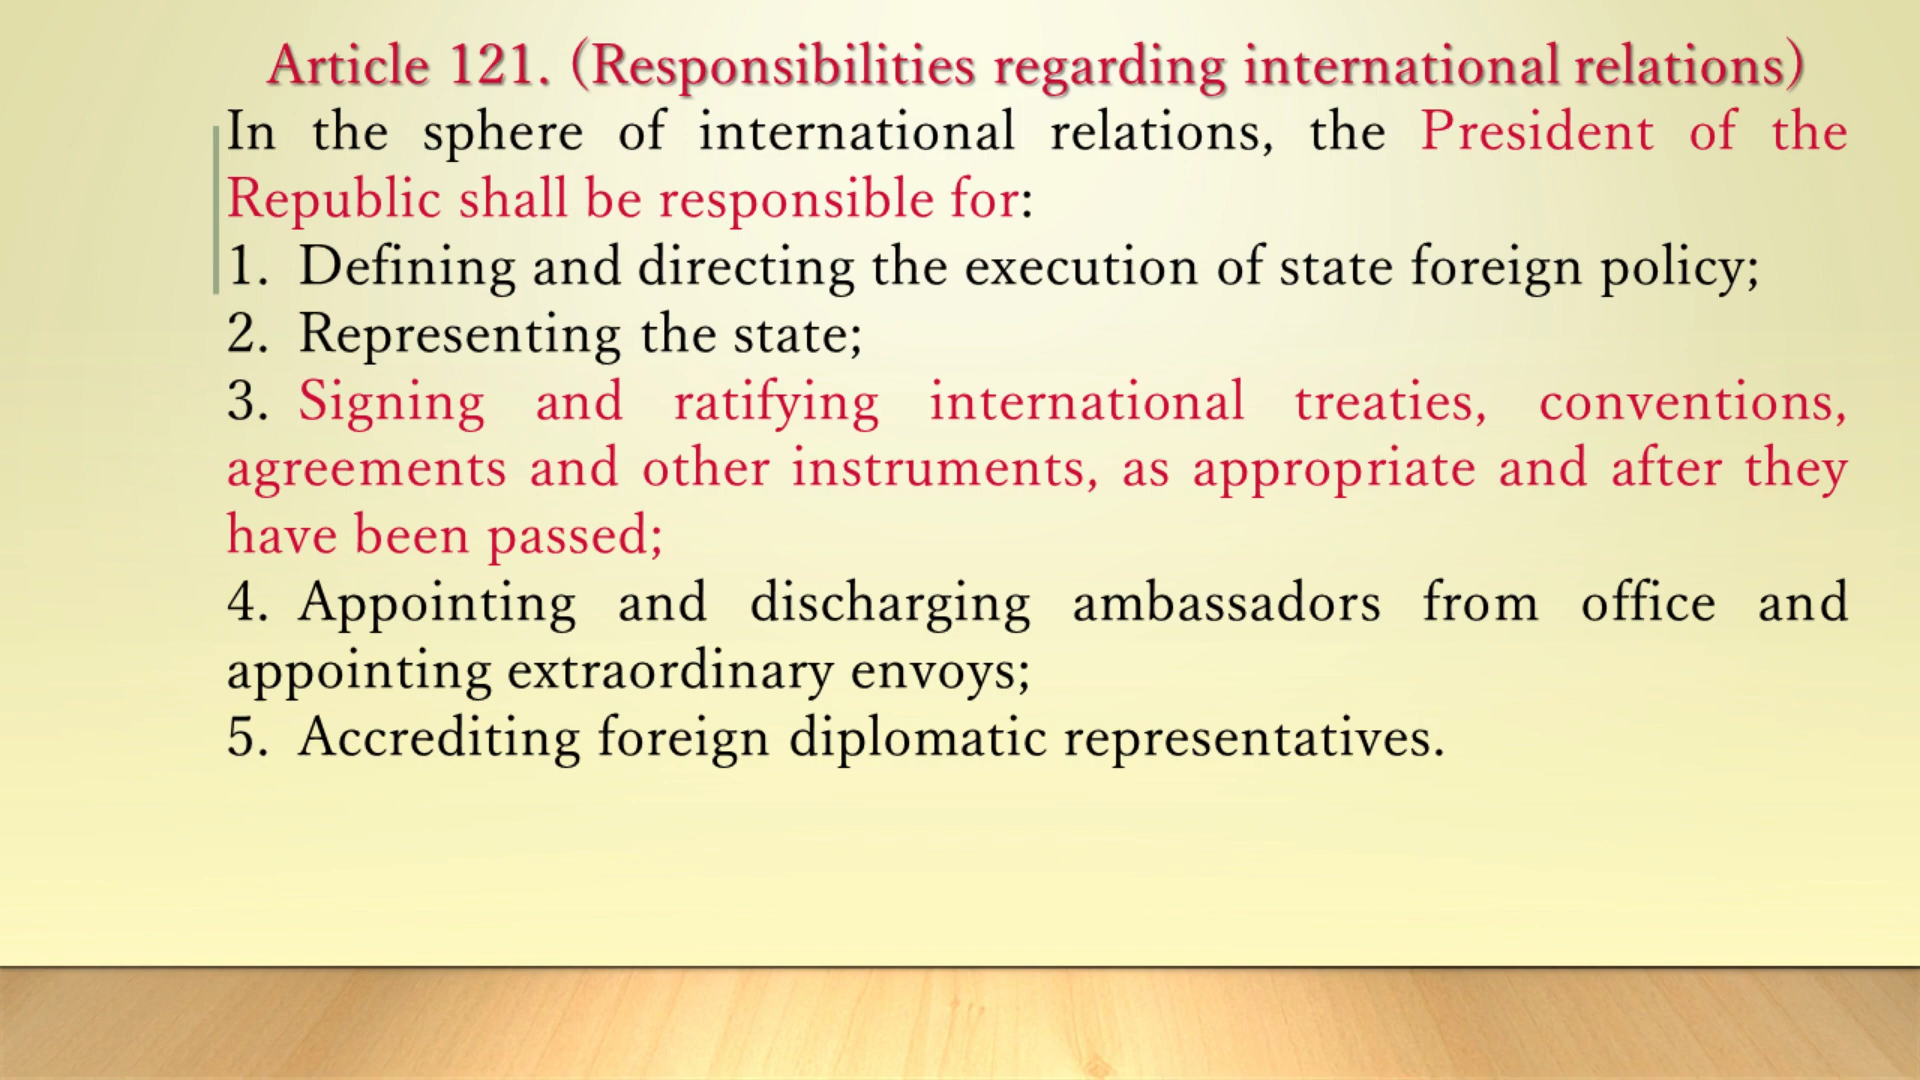 Article 121. (Responsibilities regarding international relations)
In the sphere of international relations, the President of the
Republic shall be responsible for:
1. Defining and directing the execution of state foreign policy;
2. Representing the state;
3. Signing and ratifying international treaties, conventions,
agreements and other instruments, as appropriate and after they
have been passed;
4. Appointing and discharging ambassadors from office and
appointing extraordinary envoys;
5. Accrediting foreign diplomatic representatives.